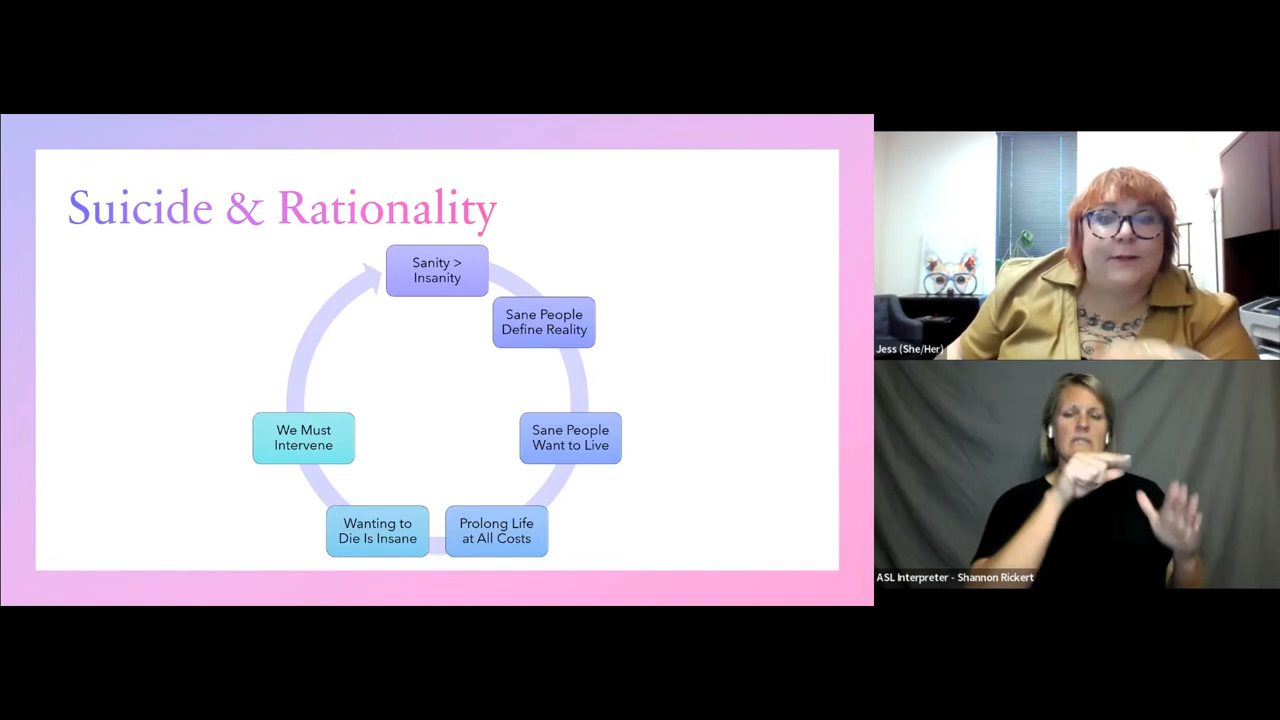 Suicide & Rationality
Sanity >
Insanity
Sane People
Define Reality
Sane People
Want to Live
Prolong Life
at All Costs
Wanting to
Die Is Insane
We Must
Intervene
Jess (She/Her)
ASL Interpreter - Shannon Rickert